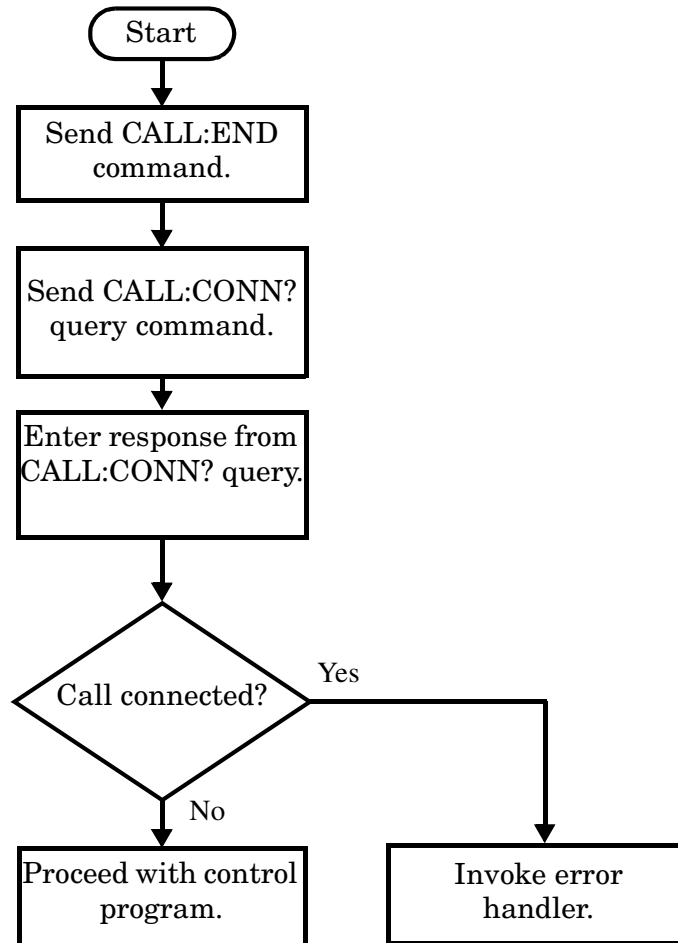 Start
Send CALL:END
command.
Send CALL:CONN?
query command.
Enter response from
CALL:CONN? query.
Call connected?
Yes
No
Proceed with control
program.
Invoke error
handler.